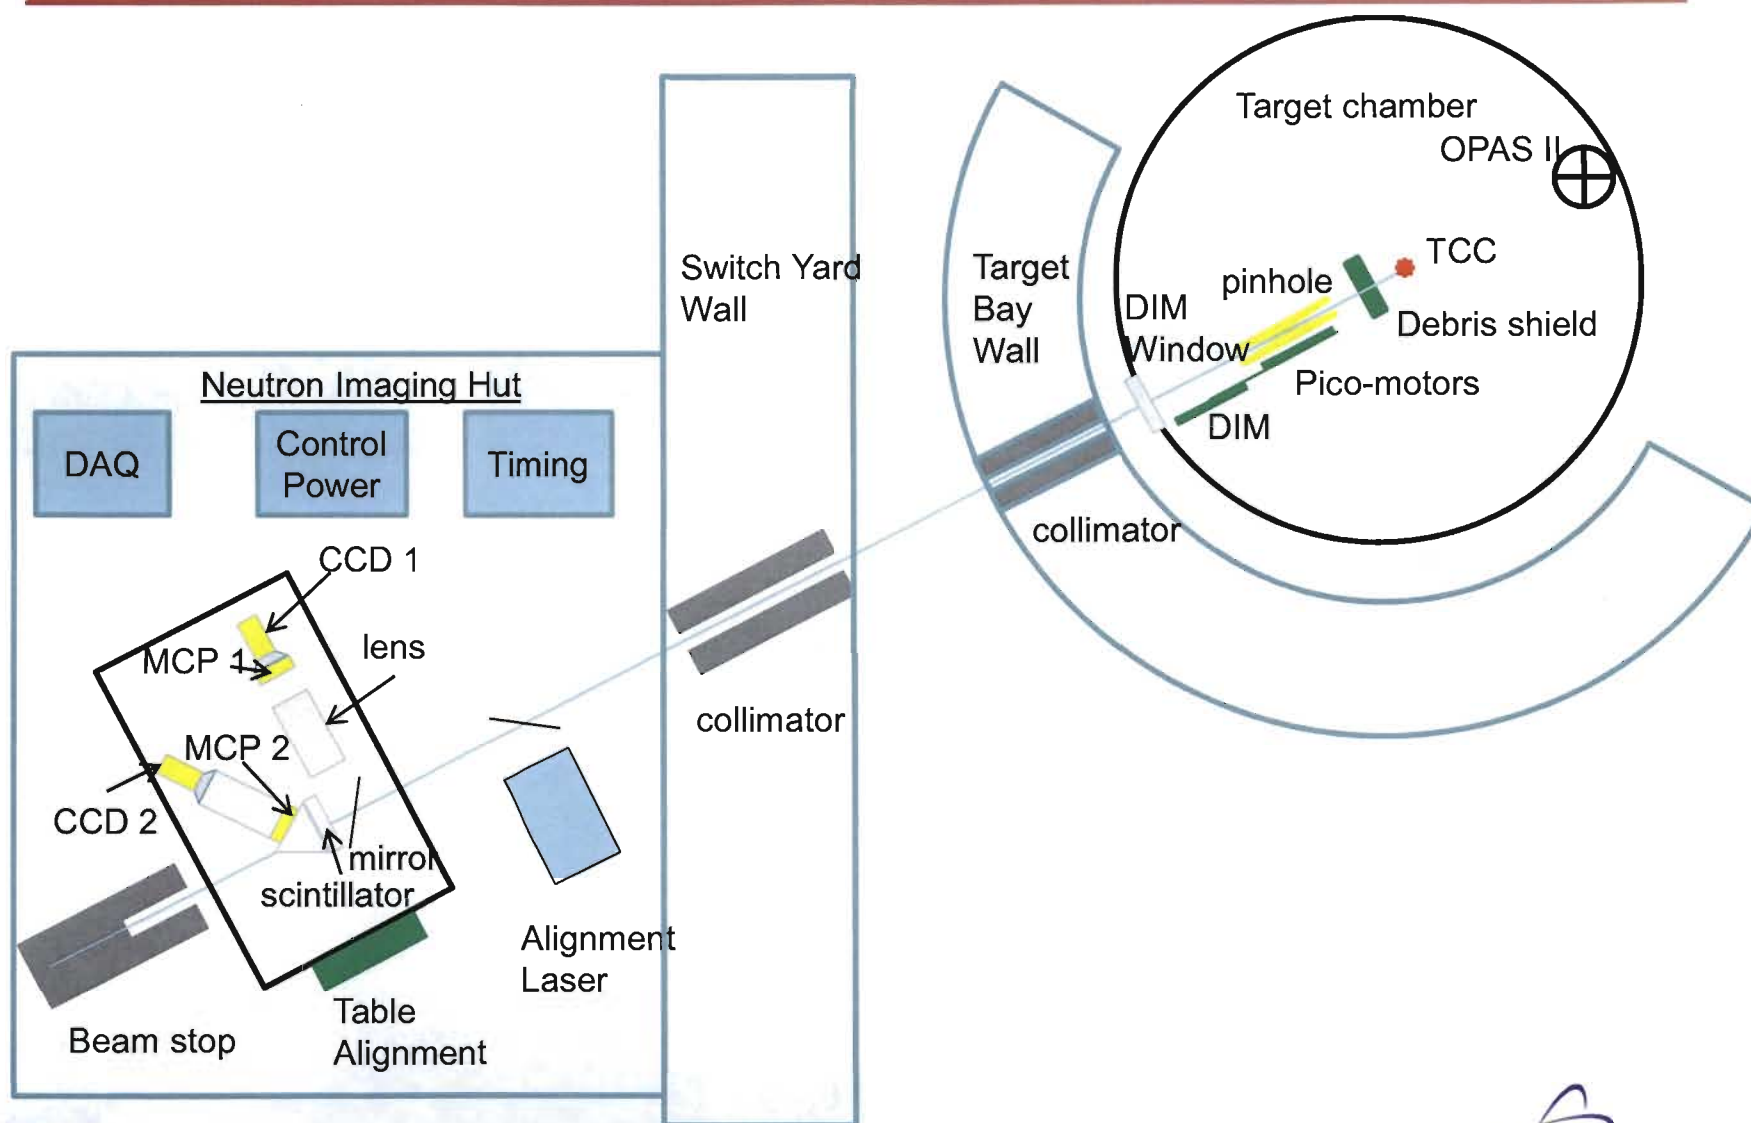 Target chamber
OPAS II
TCC
Switch Yard
Wall
Target
Bay
Wall
pinhole
DIM
Window
Debris shield
Pico-motors
DIM
Neutron Imaging Hut
DAQ
Control
Power
Timing
collimator
CCD 1
lens
MCP 1
collimator
MCP 2
CCD 2
mirror
scintillator
Alignment
Laser
Table
Alignment
Beam stop